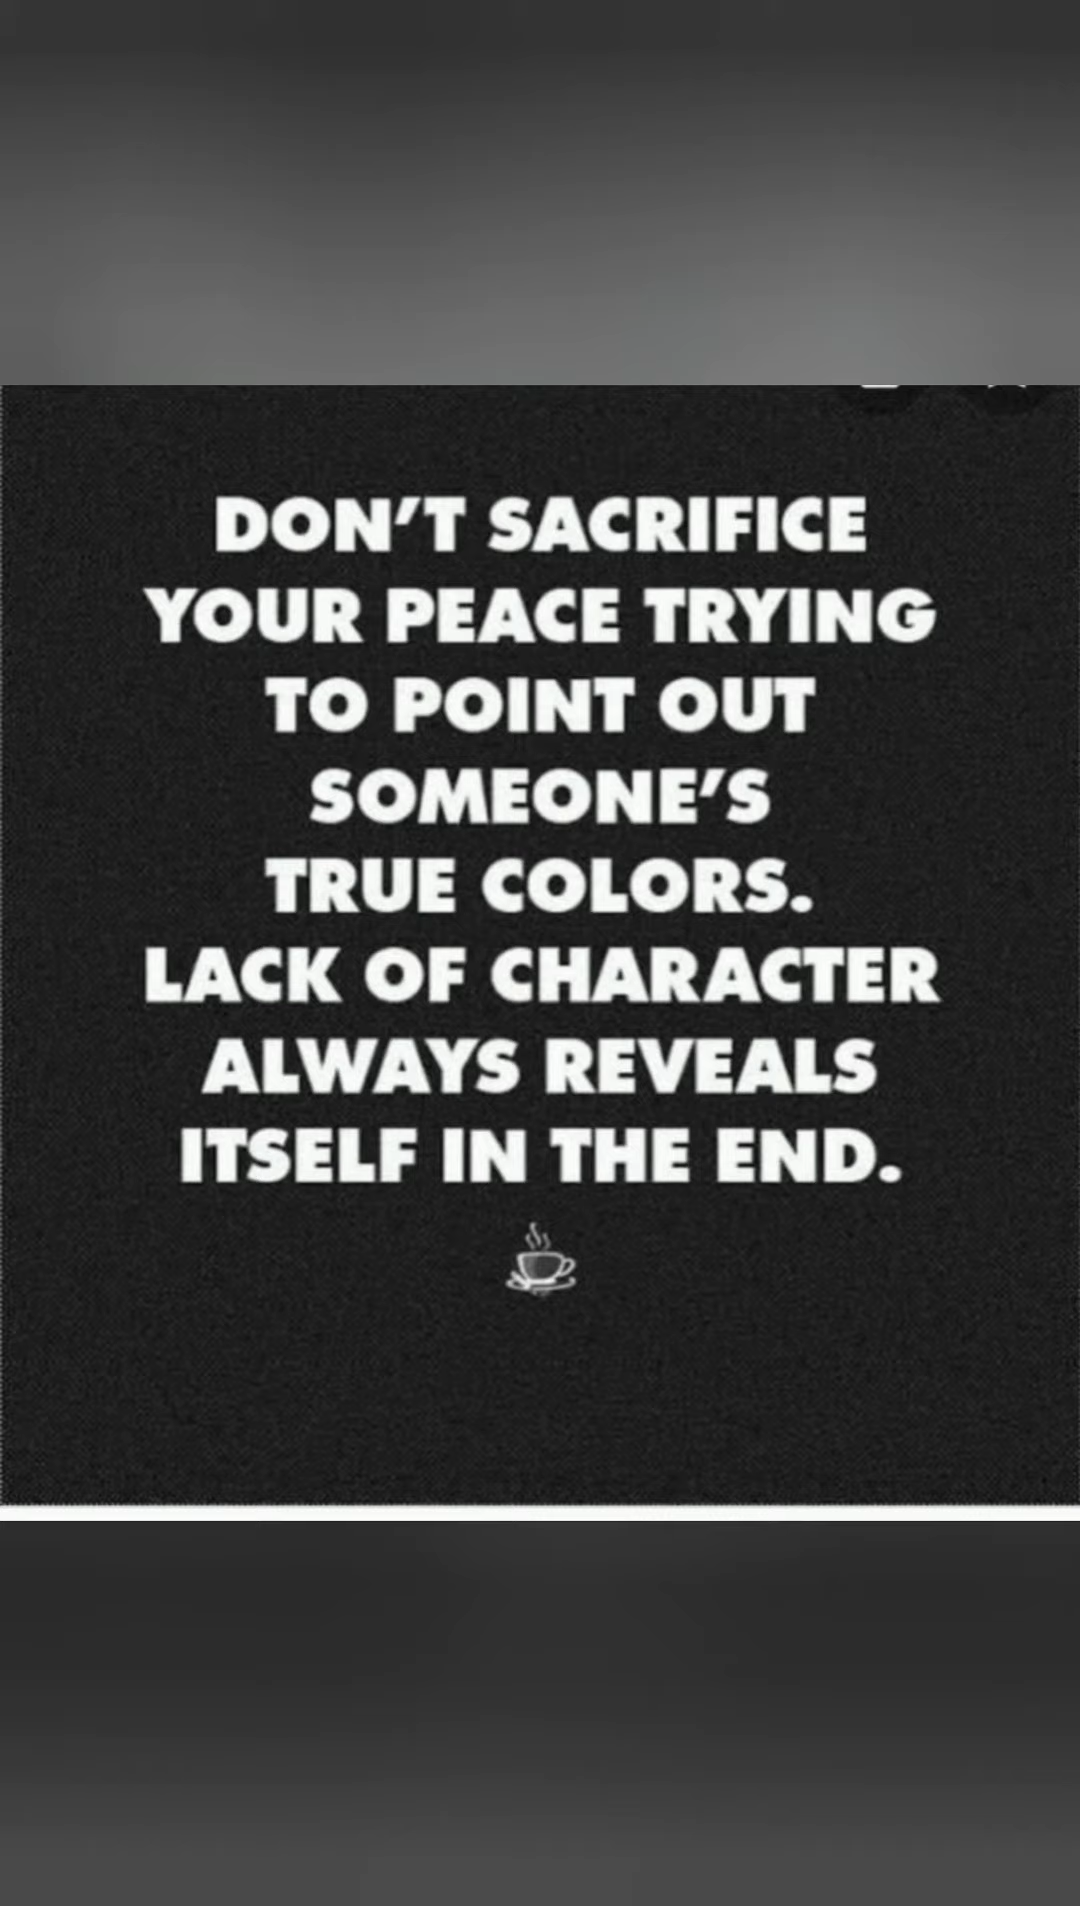 DON'T SACRIFICE
YOUR PEACE TRYING
TO POINT OUT
SOMEONE'S
TRUE COLORS.
LACK OF CHARACTER
ALWAYS REVEALS
ITSELF IN THE END.